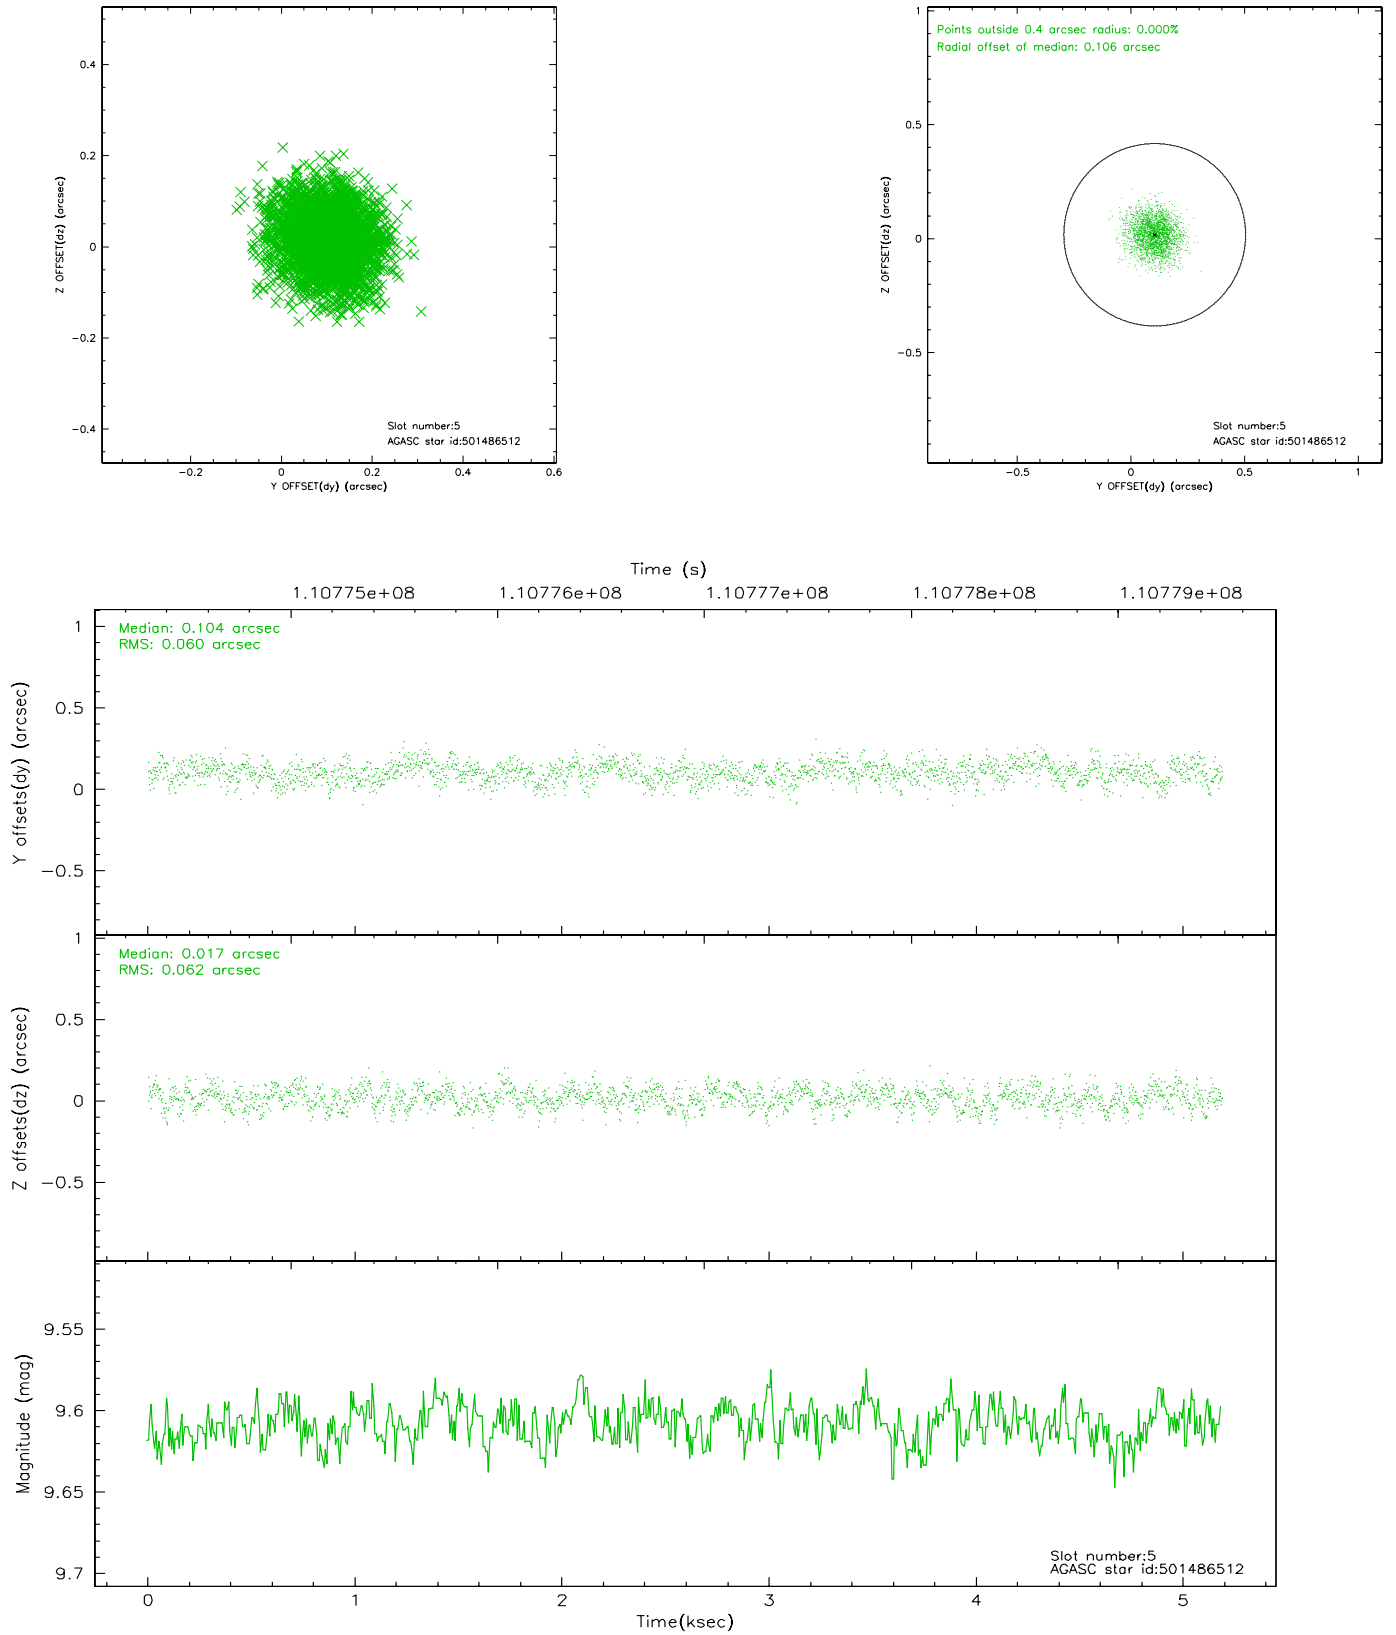 0.4
0.2
0
-0.2
-0.4
Z OFFSET(dz) (arcsec)
Slot number:5
AGASC star id:501486512
-0.2 0 0.2 0.4 0.6
Y OFFSET(dy) (arcsec)
Points outside 0.4 arcsec radius: 0.000%
Radial offset of median: 0.106 arcsec
1
0.5
0
-0.5
Z OFFSET(dz) (arcsec)
Slot number:5
AGASC star id:501486512
-0.5 0 0.5 1
Y OFFSET(dy) (arcsec)
Time (s)
1.10775e+08 1.10776e+08 1.10777e+08 1.10778e+08 1.10779e+08
Median: 0.104 arcsec
RMS: 0.060 arcsec
1
0.5
0
-0.5
Y offsets(dy) (arcsec)
Median: 0.017 arcsec
RMS: 0.062 arcsec
1
0.5
0
-0.5
Z offsets(dz) (arcsec)
9.55
9.6
9.65
9.7
Magnitude (mag)
Slot number:5
AGASC star id:501486512
0 1 2 3 4 5
Time(ksec)